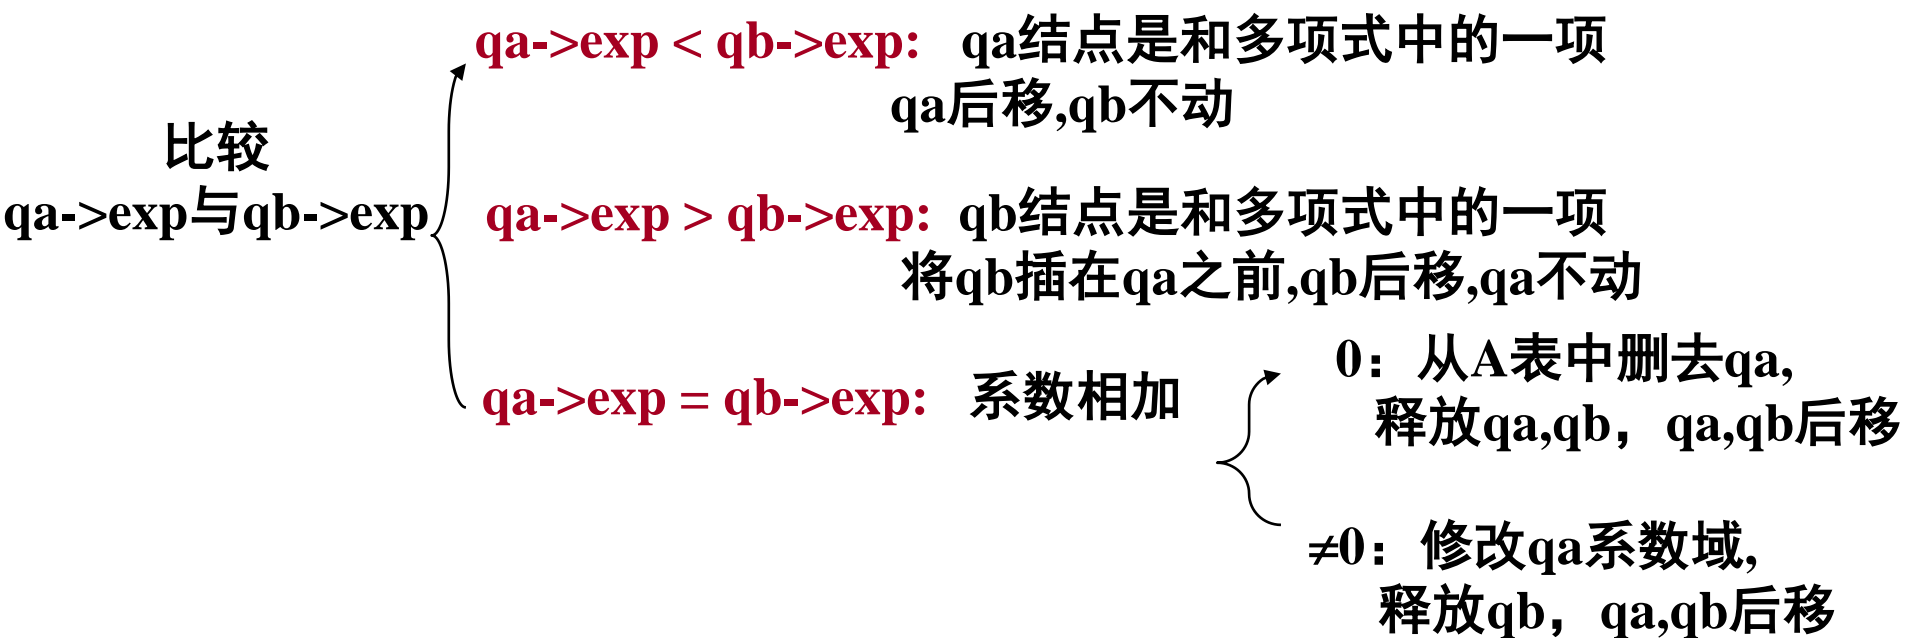 qa->exp < qb->exp: qa结点是和多项式中的一项
qa后移,qb不动
比较
qa->exp与qb->exp
qa->exp > qb->exp: qb结点是和多项式中的一项
将qb插在qa之前,qb后移,qa不动
qa->exp = qb->exp: 系数相加
0：从A表中删去qa,
释放qa,qb，qa,qb后移
≠0：修改qa系数域,
释放qb，qa,qb后移